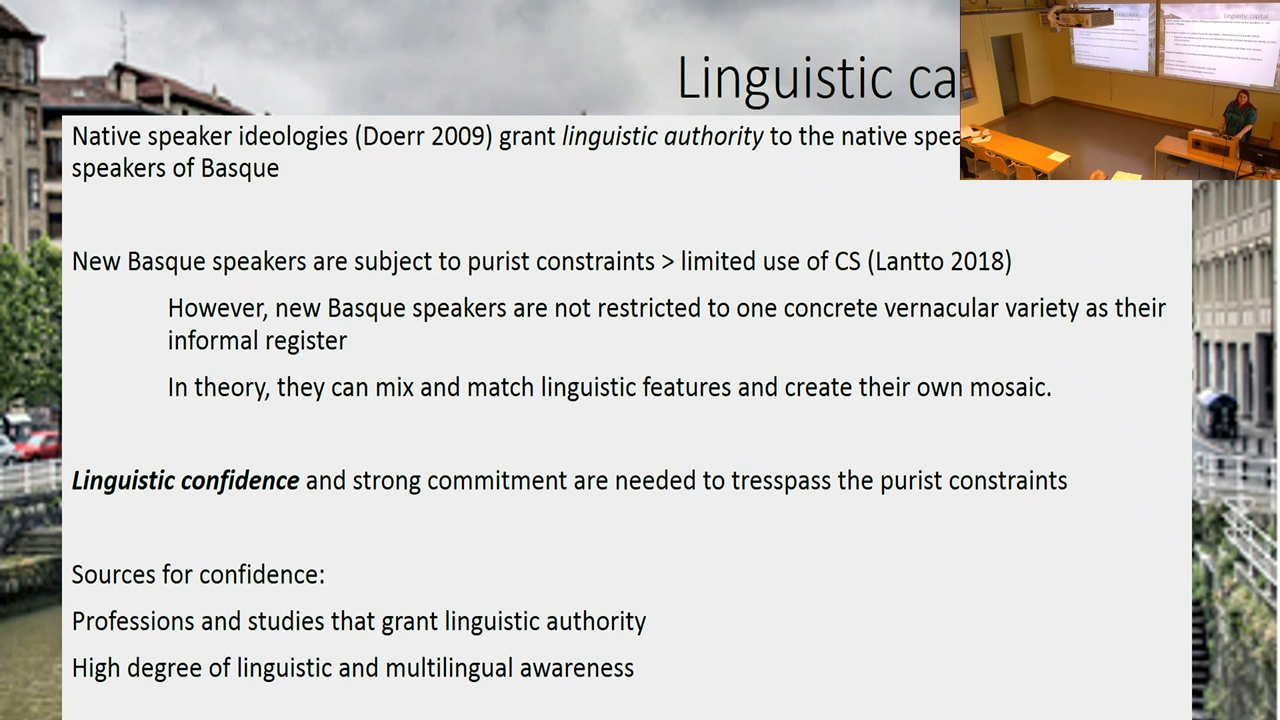 Linguistic ca
Native speaker ideologies (Doerr 2009) grant linguistic authority to the native spea
speakers of Basque
New Basque speakers are subject to purist constraints > limited use of CS (Lantto 2018)
However, new Basque speakers are not restricted to one concrete vernacular variety as their
informal register
In theory, they can mix and match linguistic features and create their own mosaic.
Linguistic confidence and strong commitment are needed to tresspass the purist constraints
Sources for confidence:
Professions and studies that grant linguistic authority
High degree of linguistic and multilingual awareness
Linguistic capital